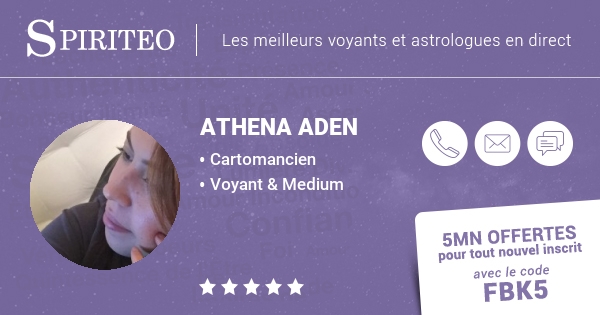 SPIRITEO
Les meilleurs voyants et astrologues en direct
ATHENA ADEN
• Cartomancien
• Voyant & Medium
5MN OFFERTES
pour tout nouvel inscrit
avec le code
FBK5